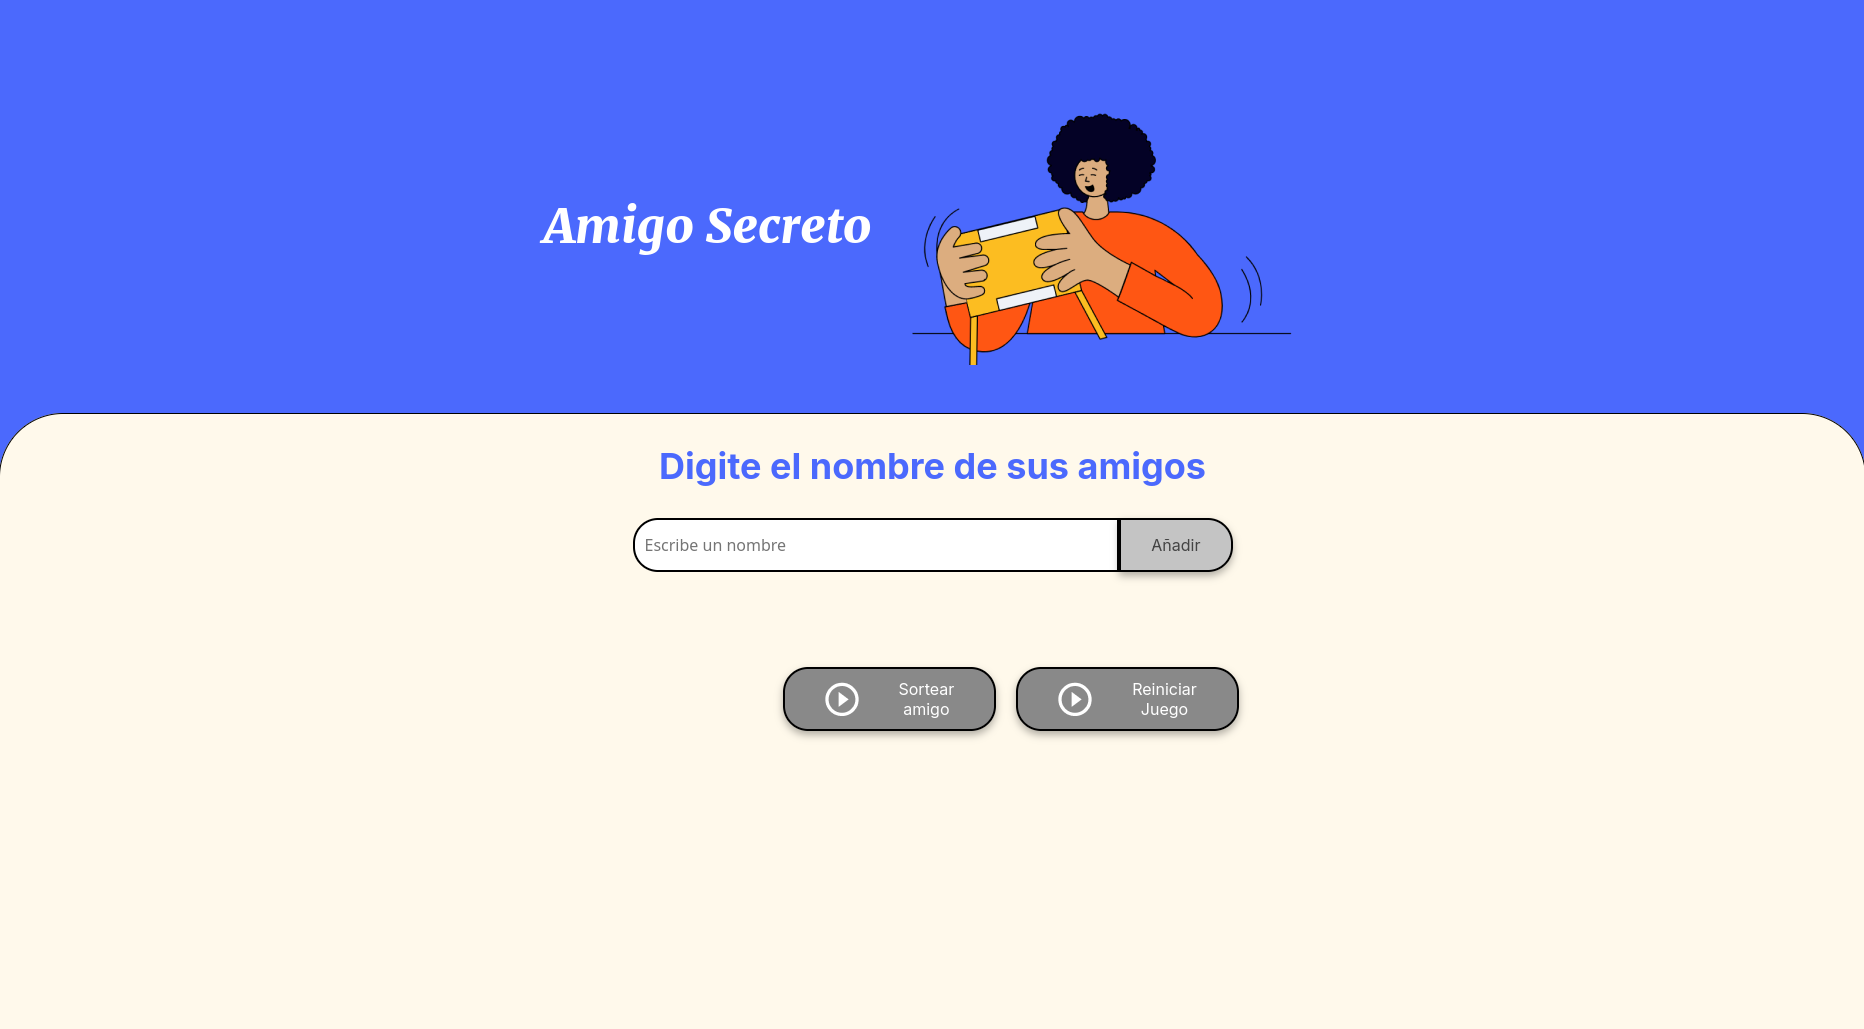 Amigo Secreto
Digite el nombre de sus amigos
Escribe un nombre
Añadir
Sortear
amigo
Reiniciar
Juego